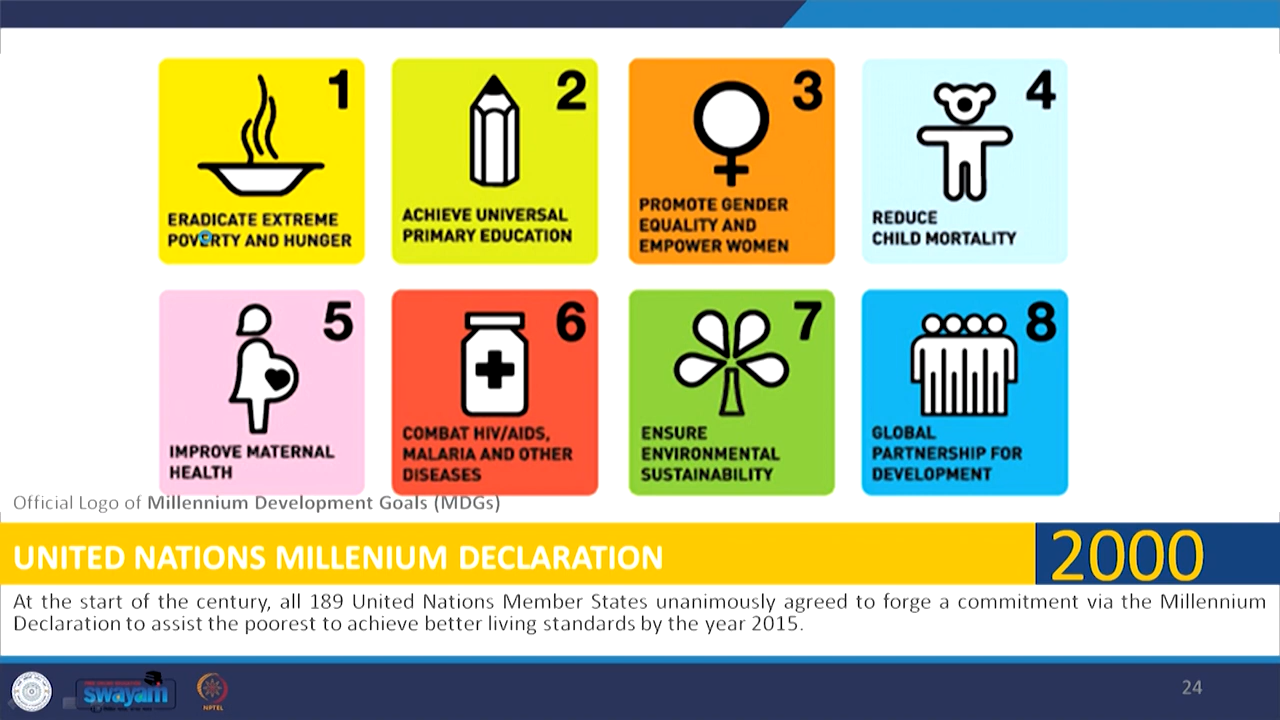 1
ERADICATE EXTREME
POVERTY AND HUNGER
2
ACHIEVE UNIVERSAL
PRIMARY EDUCATION
3
PROMOTE GENDER
EQUALITY AND
EMPOWER WOMEN
4
REDUCE
CHILD MORTALITY
5
IMPROVE MATERNAL
HEALTH
6
COMBAT HIV/AIDS,
MALARIA AND OTHER
DISEASES
7
ENSURE
ENVIRONMENTAL
SUSTAINABILITY
8
GLOBAL
PARTNERSHIP FOR
DEVELOPMENT
Official Logo of Millennium Development Goals (MDGs)
UNITED NATIONS MILLENIUM DECLARATION
2000
At the start of the century, all 189 United Nations Member States unanimously agreed to forge a commitment via the Millennium
Declaration to assist the poorest to achieve better living standards by the year 2015.
swayam
NPTEL
24